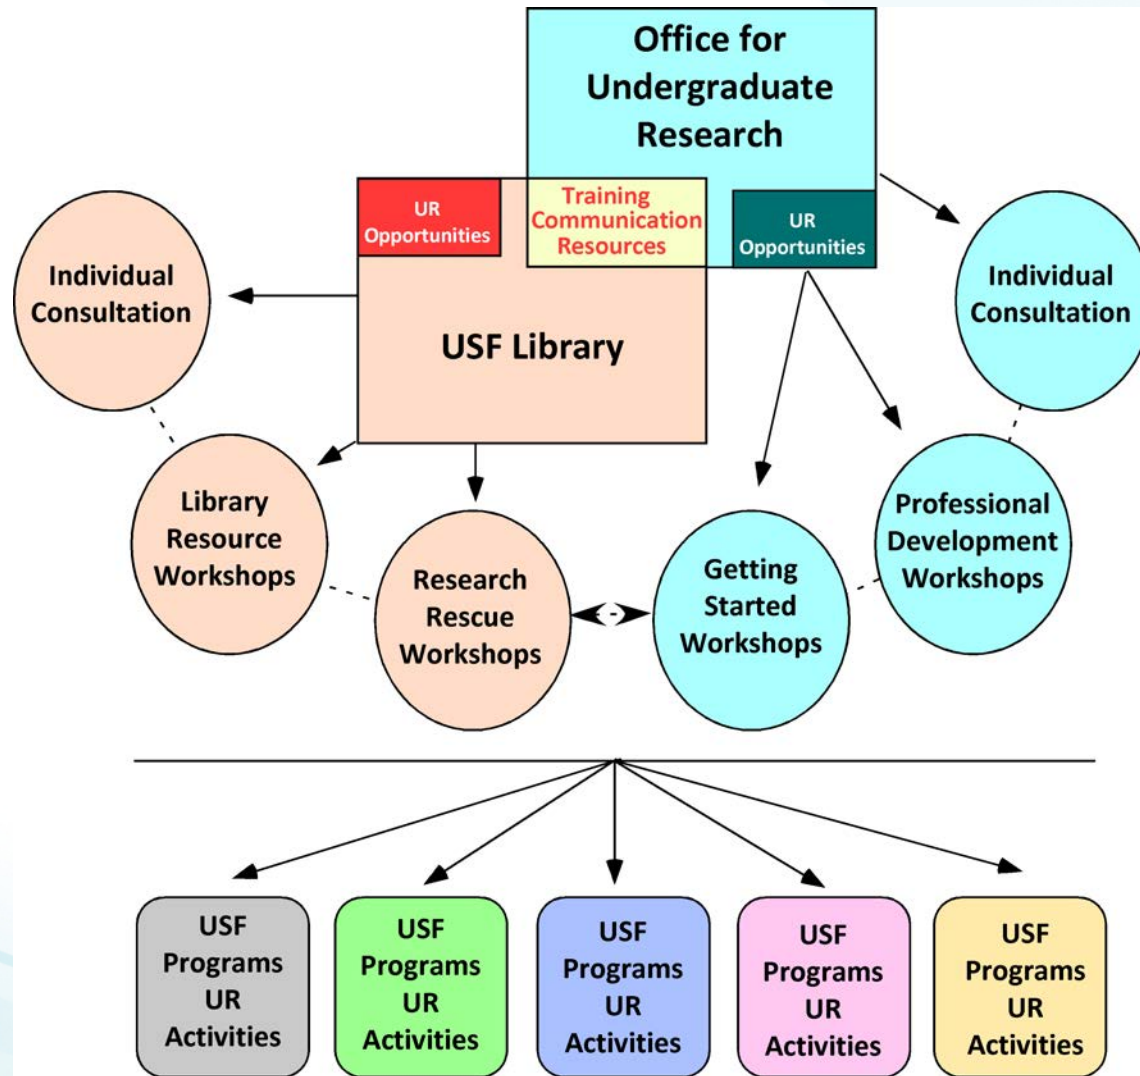 Office for
Undergraduate
Research
UR
Opportunities
Training
Communication
Resources
UR
Opportunities
Individual
Consultation
USF Library
Individual
Consultation
Library
Resource
Workshops
Research
Rescue
Workshops
Getting
Started
Workshops
Professional
Development
Workshops
USF
Programs
UR
Activities
USF
Programs
UR
Activities
USF
Programs
UR
Activities
USF
Programs
UR
Activities
USF
Programs
UR
Activities